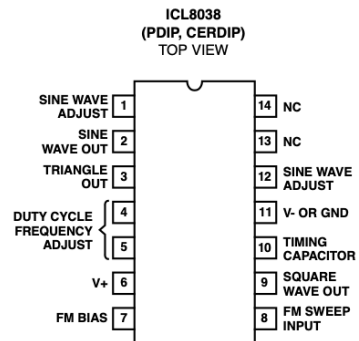 ICL8038
(PDIP, CERDIP)
TOP VIEW
SINE WAVE
ADJUST
1
SINE
WAVE OUT
2
TRIANGLE
OUT
3
DUTY CYCLE
FREQUENCY
ADJUST
4
5
V+
6
FM BIAS
7
14
NC
13
NC
12
SINE WAVE
ADJUST
11
V- OR GND
10
TIMING
CAPACITOR
9
SQUARE
WAVE OUT
8
FM SWEEP
INPUT